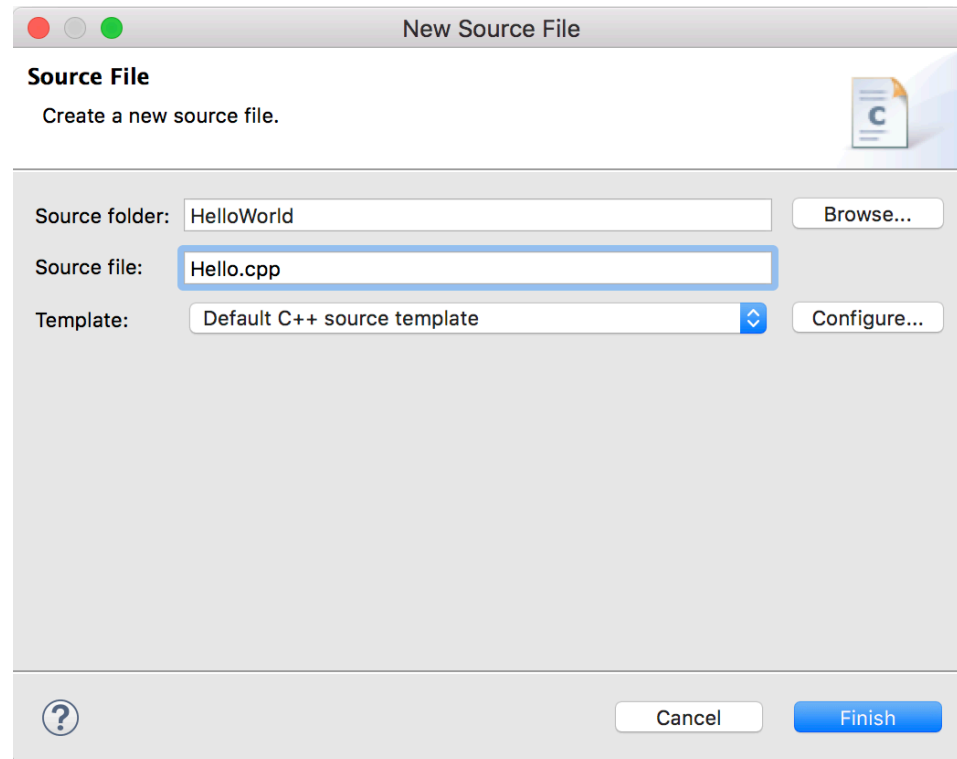 New Source File
Source File
Create a new source file.
C
Source folder: HelloWorld Browse...
Source file: Hello.cpp
Template: Default C++ source template Configure...
? Cancel Finish